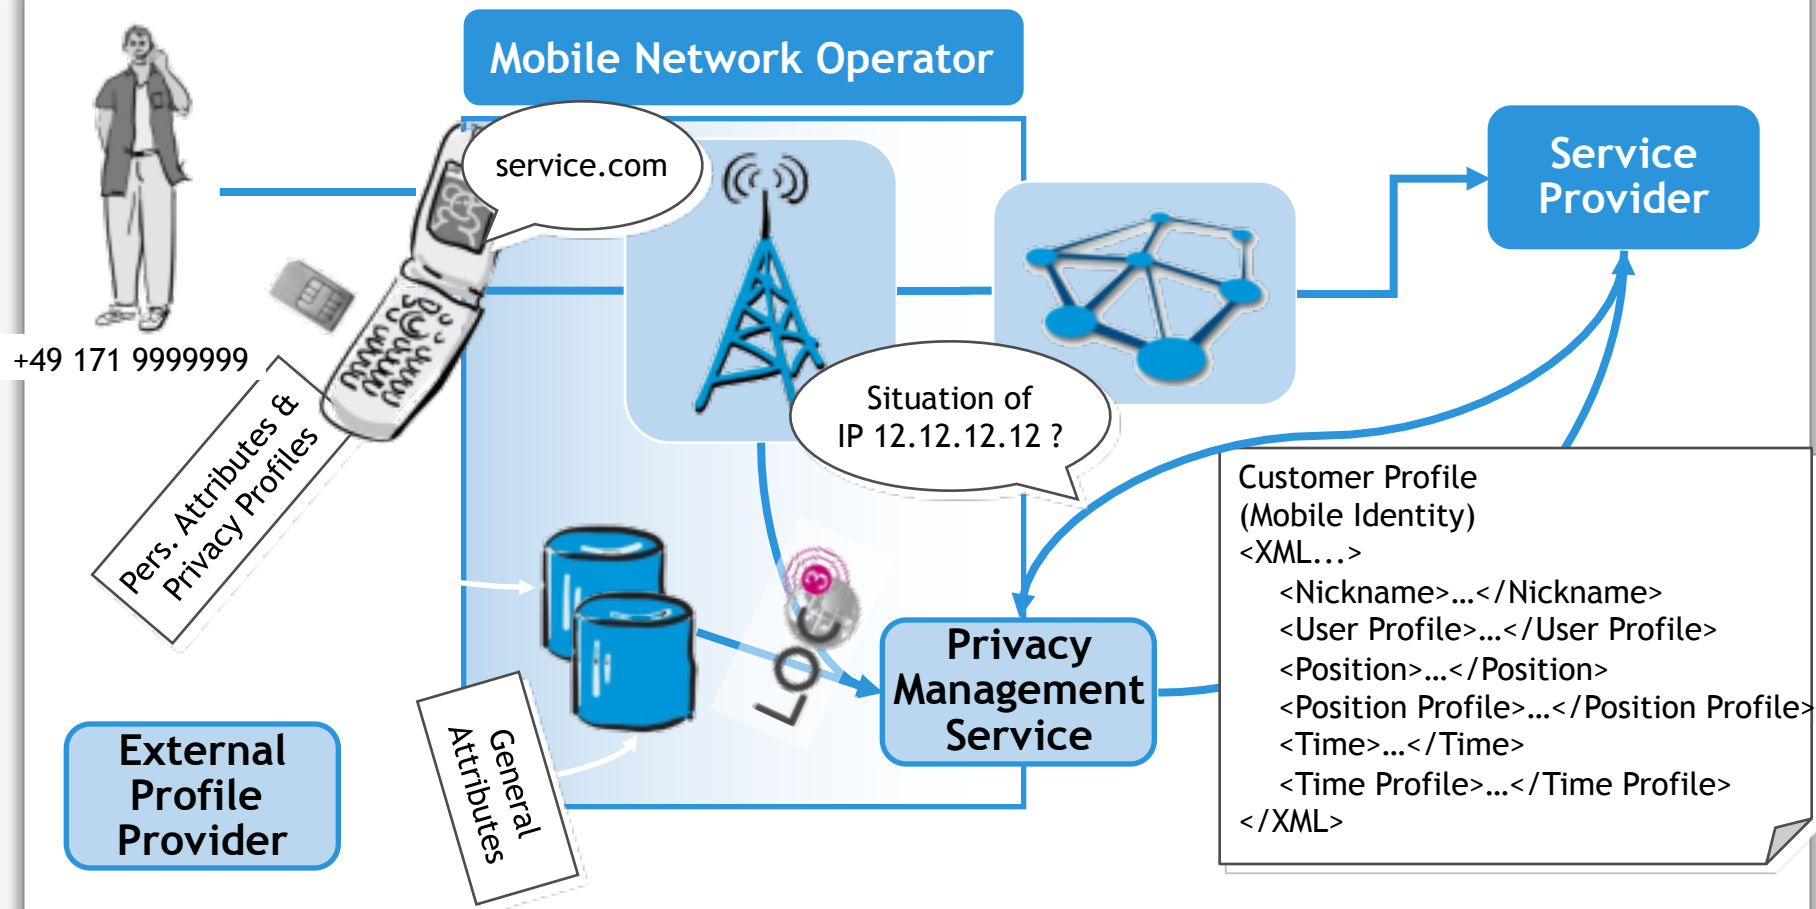 Mobile Network Operator
service.com
Service
Provider
+49 171 9999999
Situation of
IP 12.12.12.12 ?
Pers. Attributes &
Privacy Profiles
Customer Profile
(Mobile Identity)
<XML...>
<Nickname>…</Nickname>
<User Profile>…</User Profile>
<Position>…</Position>
<Position Profile>…</Position Profile>
<Time>…</Time>
<Time Profile>…</Time Profile>
</XML>
LOC
3
Privacy
Management
Service
General
Attributes
External
Profile
Provider